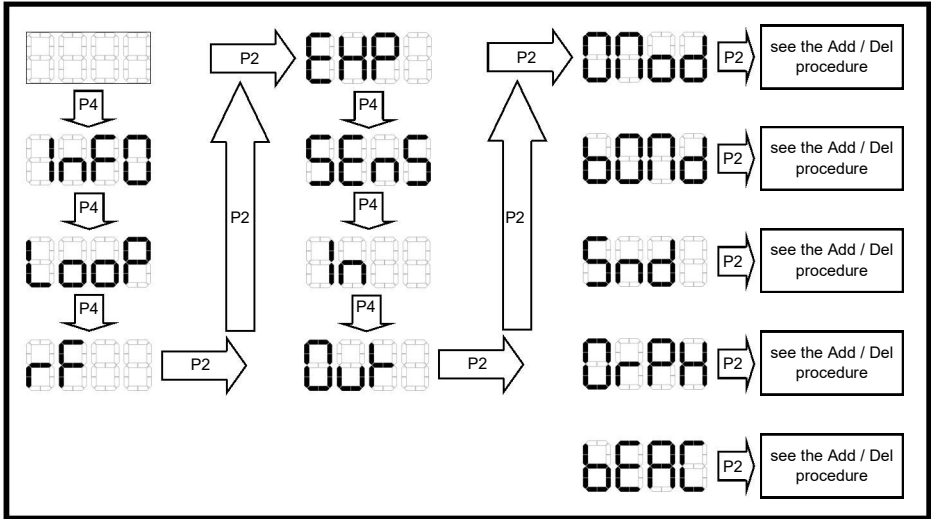 P4
InFO
P4
LooP
P4
rF
P2
P2
P2
EHP
P4
SEnS
P4
In
P4
Out
P2
P2
P2
OMod
P2
see the Add / Del
procedure
bOMd
P2
see the Add / Del
procedure
Snd
P2
see the Add / Del
procedure
OrPH
P2
see the Add / Del
procedure
bEAC
P2
see the Add / Del
procedure